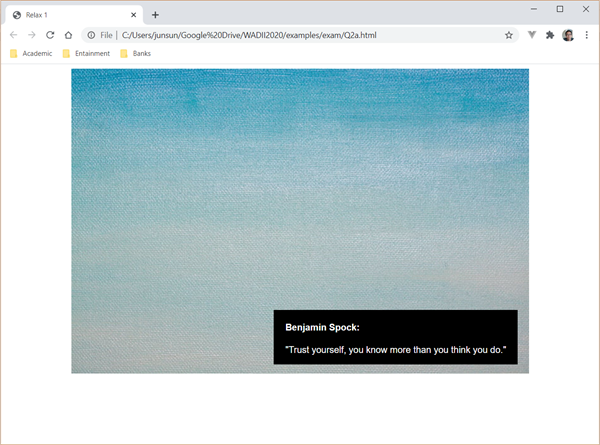 Relax 1
File C:/Users/junsun/Google%20Drive/WADII2020/examples/exam/Q2a.html
Academic Entainment Banks
Benjamin Spock:
"Trust yourself, you know more than you think you do."